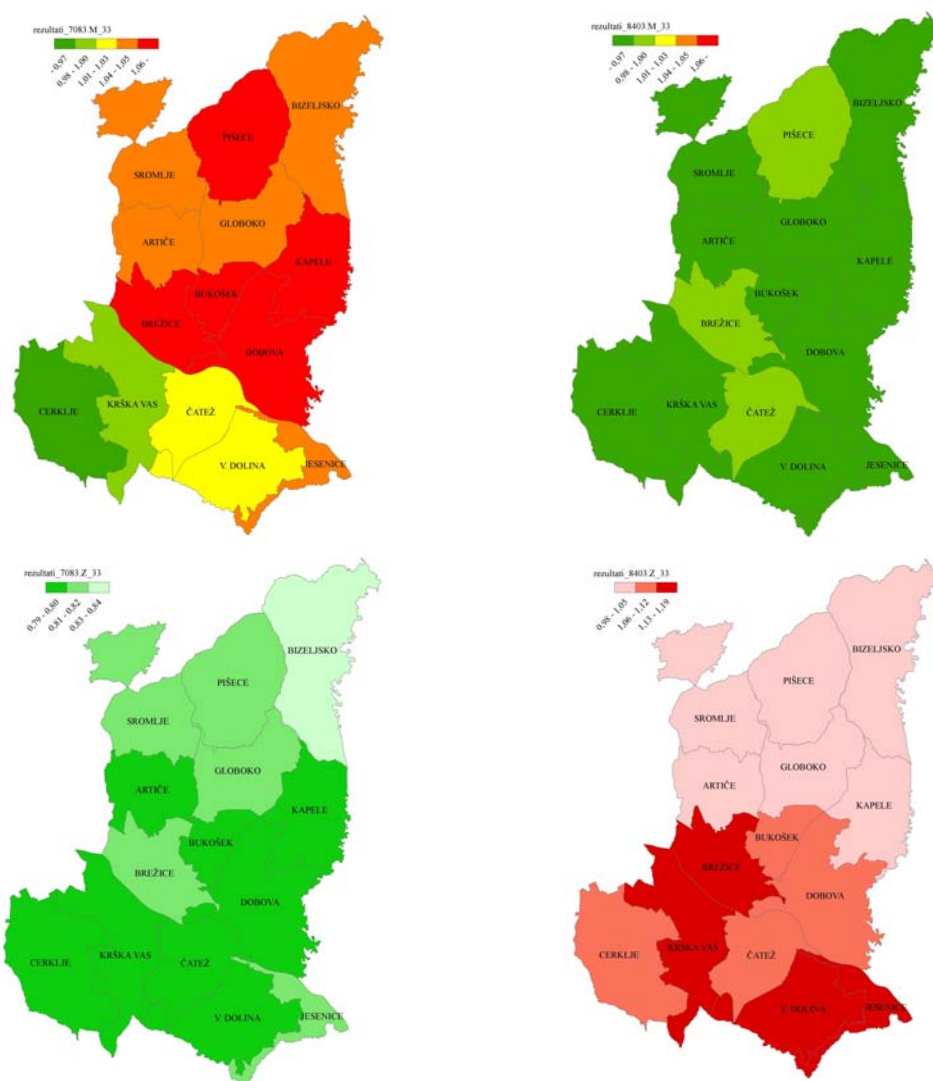 rezultati_7083.M_33
- 0,97
0,98 - 1,00
1,01 - 1,03
1,04 - 1,05
1,06 -
BIZELJSKO
PIŠECE
SROMLJE
GLOBOKO
ARTIČE
KAPELE
BUKOŠEK
BREŽICE
DOBOVA
KRŠKA VAS
CERKLJE
ČATEŽ
V. DOLINA
JESENICE
rezultati_8403.M_33
- 0,97
0,98 - 1,00
1,01 - 1,03
1,04 - 1,05
1,06 -
BIZELJSKO
PIŠECE
SROMLJE
GLOBOKO
ARTIČE
KAPELE
BUKOŠEK
BREŽICE
DOBOVA
KRŠKA VAS
CERKLJE
ČATEŽ
V. DOLINA
JESENICE
rezultati_7083.Z_33
0,79 - 0,80
0,81 - 0,82
0,83 - 0,84
BIZELJSKO
PIŠECE
SROMLJE
GLOBOKO
ARTIČE
KAPELE
BUKOŠEK
BREŽICE
DOBOVA
CERKLJE
KRŠKA VAS
ČATEŽ
V. DOLINA
JESENICE
rezultati_8403.Z_33
0,98 - 1,05
1,06 - 1,12
1,13 - 1,19
BIZELJSKO
PIŠECE
SROMLJE
GLOBOKO
ARTIČE
KAPELE
BUKOŠEK
BREŽICE
DOBOVA
CERKLJE
KRŠKA VAS
ČATEŽ
V. DOLINA
JESENICE